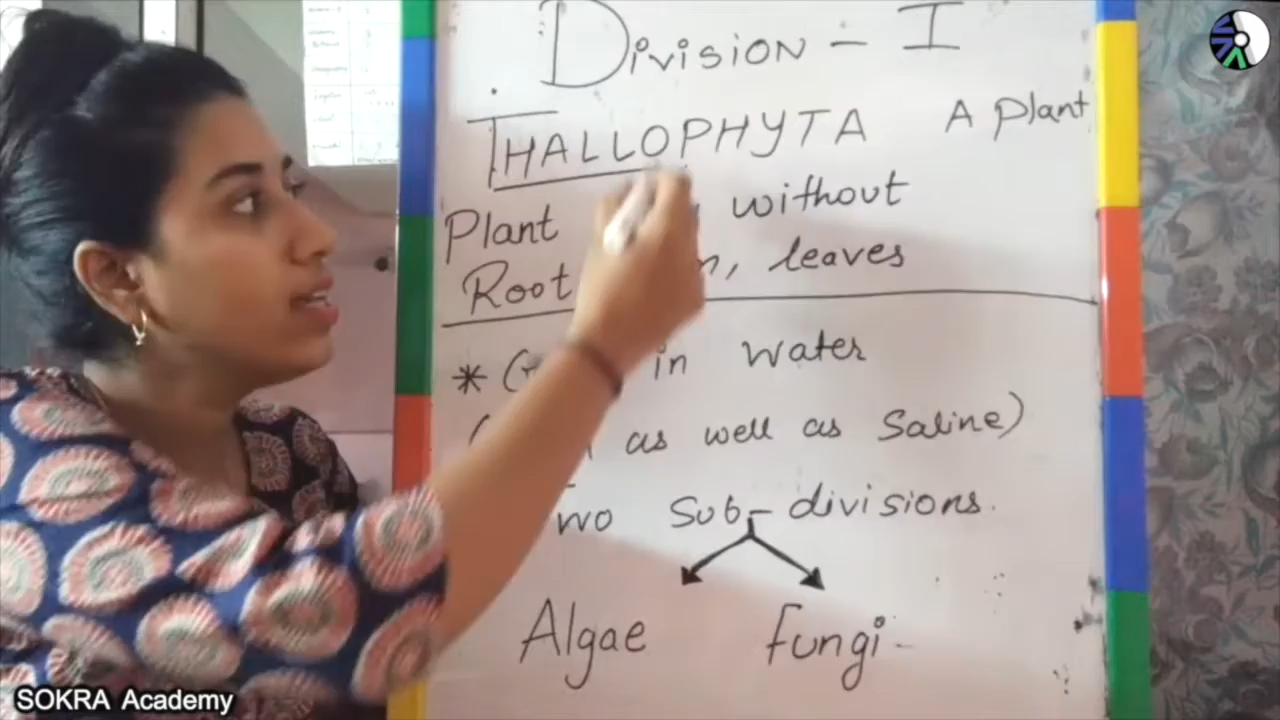 Division – I
THALLOPHYTA A Plant
Plant without
Root , leaves
* in water
as well as Saline)
Sub-divisions.
Algae Fungi -
SOKRA Academy